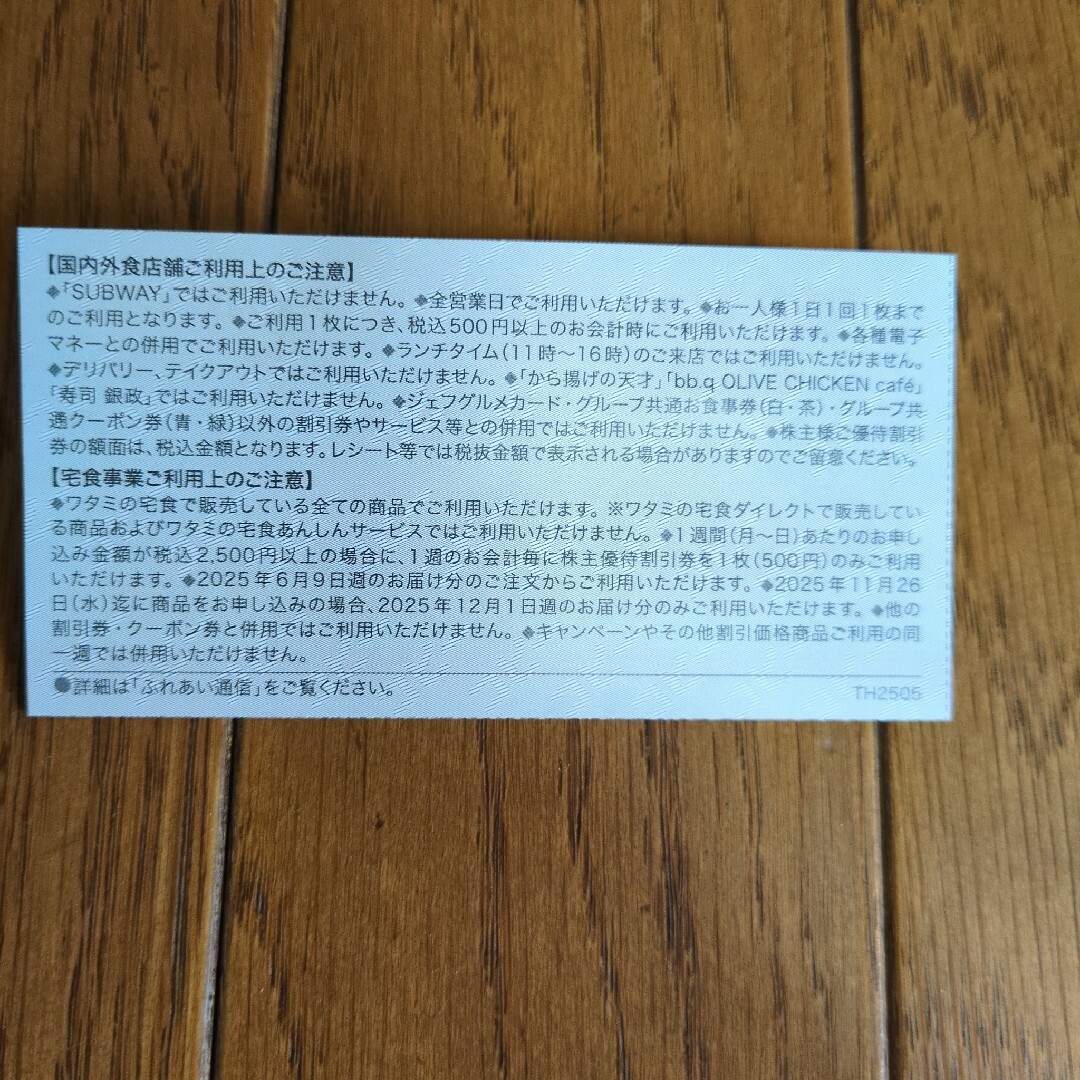 【国内外食店舗ご利用上のご注意】
◆「SUBWAY」ではご利用いただけません。◆全営業日でご利用いただけます。◆お一人様1日1回1枚まで
のご利用となります。◆ご利用1枚につき、税込500円以上のお会計時にご利用いただけます。◆各種電子
マネーとの併用でご利用いただけます。◆ランチタイム(11時〜16時)のご来店ではご利用いただけません。
◆デリバリー、テイクアウトではご利用いただけません。◆「から揚げの天才」「bb.q OLIVE CHICKEN café」
「寿司 銀政」ではご利用いただけません。◆ジェフグルメカード・グループ共通お食事券(白・茶)・グループ共
通クーポン券(青・緑)以外の割引券やサービス等との併用ではご利用いただけません。◆株主様ご優待割引
券の額面は、税込金額となります。レシート等では税抜金額で表示される場合がありますのでご留意ください。
【宅食事業ご利用上のご注意】
◆ワタミの宅食で販売している全ての商品でご利用いただけます。※ワタミの宅食ダイレクトで販売してい
る商品およびワタミの宅食あんしんサービスではご利用いただけません。◆1週間(月〜日)あたりのお申し
込み金額が税込2,500円以上の場合に、1週のお会計毎に株主優待割引券を1枚(500円)のみご利用
いただけます。◆2025年6月9日週のお届け分のご注文からご利用いただけます。◆2025年11月26
日(水)迄に商品をお申し込みの場合、2025年12月1日週のお届け分のみご利用いただけます。◆他の
割引券・クーポン券と併用ではご利用いただけません。◆キャンペーンやその他割引価格商品ご利用の同
一週では併用いただけません。
●詳細は「ふれあい通信」をご覧ください。
TH2505